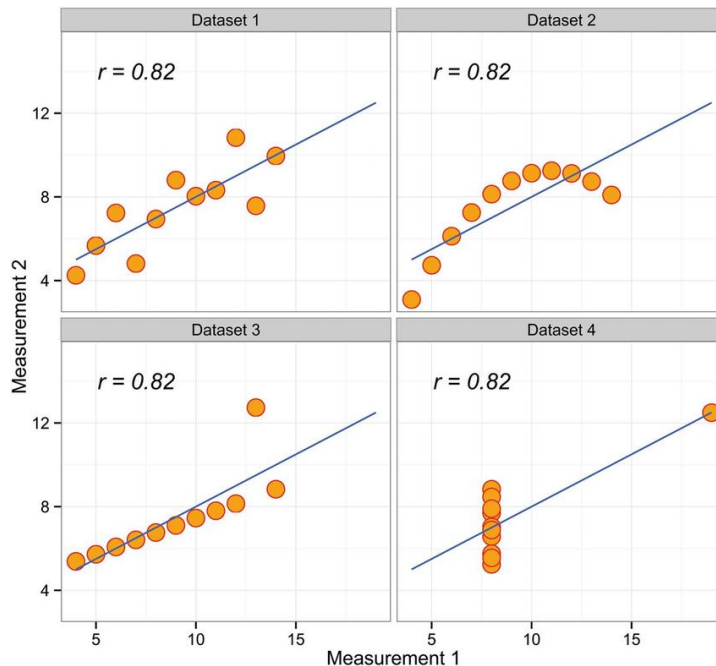 Dataset 1
Dataset 2
r = 0.82
r = 0.82
12
8
4
Dataset 3
Dataset 4
r = 0.82
r = 0.82
12
8
4
Measurement 2
5
10
15
5
10
15
Measurement 1